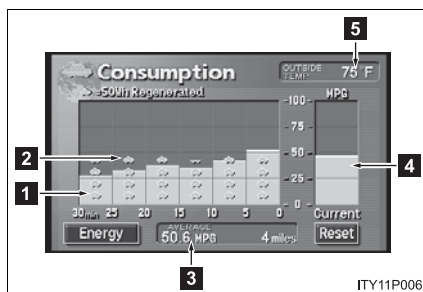 5
Consumption
OUTSIDE TEMP 75 F
=50Wh Regenerated
MPG
100
75
50
25
0
2
1
4
30min 25 20 15 10 5 0
Current
Energy
AVERAGE
50.6 MPG 4 miles
Reset
3
ITY11P006